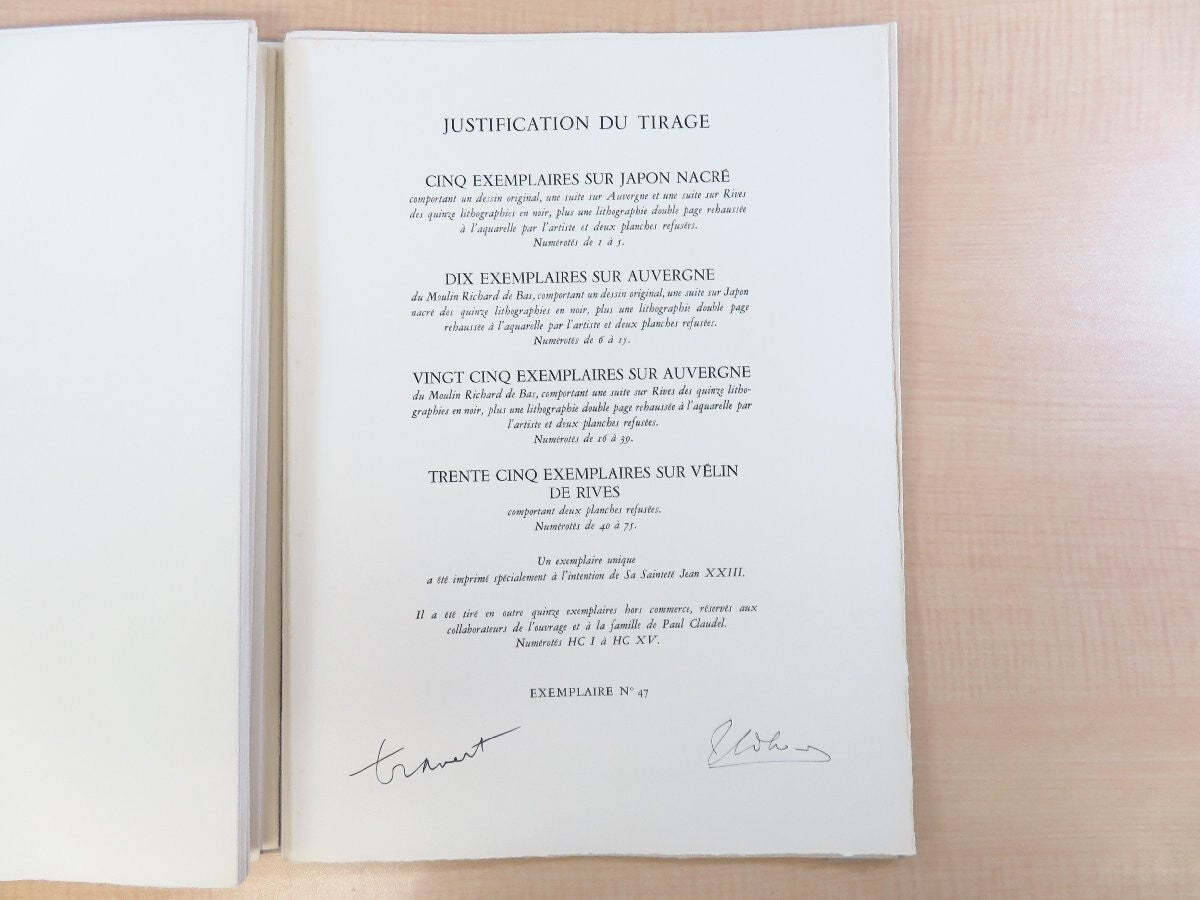 JUSTIFICATION DU TIRAGE
CINQ EXEMPLAIRES SUR JAPON NACRÉ
comportant un dessin original, une suite sur Auvergne et une suite sur Rives
des quinze lithographies en noir, plus une lithographie double page rehaussée
à l'aquarelle par l'artiste et deux planches refusées.
Numérotés de 1 à 5.
DIX EXEMPLAIRES SUR AUVERGNE
du Moulin Richard de Bas, comportant un dessin original, une suite sur Japon
nacré des quinze lithographies en noir, plus une lithographie double page
rehaussée à l'aquarelle par l'artiste et deux planches refusées.
Numérotés de 6 à 15.
VINGT CINQ EXEMPLAIRES SUR AUVERGNE
du Moulin Richard de Bas, comportant une suite sur Rives des quinze litho-
graphies en noir, plus une lithographie double page rehaussée à l'aquarelle par
l'artiste et deux planches refusées.
Numérotés de 16 à 39.
TRENTE CINQ EXEMPLAIRES SUR VÉLIN
DE RIVES
comportant deux planches refusées.
Numérotés de 40 à 75.
Un exemplaire unique
a été imprimé spécialement à l'intention de Sa Sainteté Jean XXIII.
Il a été tiré en outre quinze exemplaires hors commerce, réservés aux
collaborateurs de l'ouvrage et à la famille de Paul Claudel.
Numérotés HC I à HC XV.
EXEMPLAIRE N° 47
travert